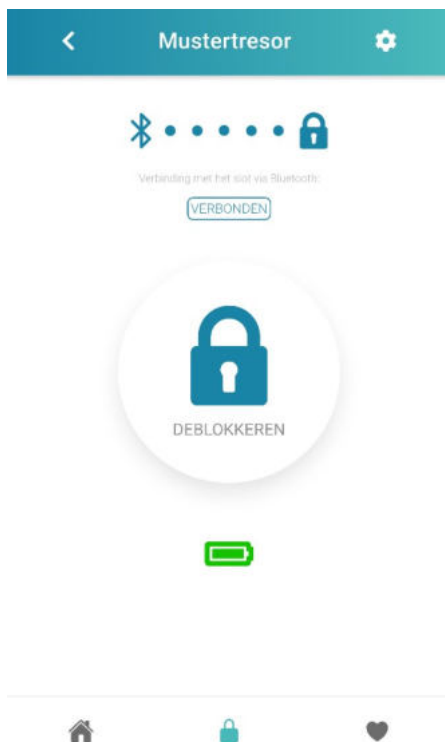 Mustertresor
Verbinding met het slot via Bluetooth:
VERBONDEN
DEBLOKKEREN